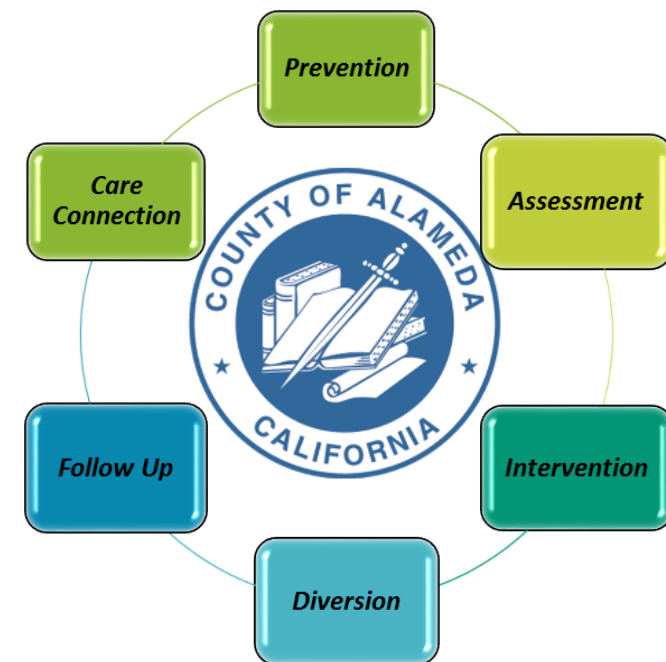 Prevention
Assessment
Intervention
Diversion
Follow Up
Care
Connection
COUNTY OF ALAMEDA
CALIFORNIA